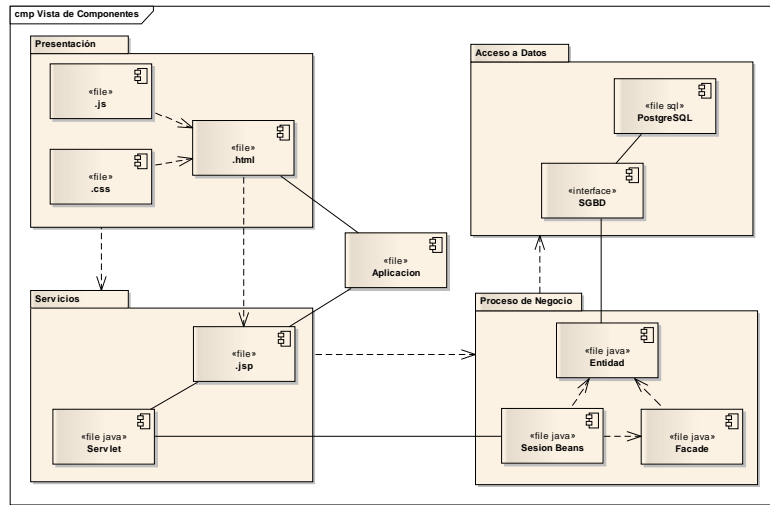 cmp Vista de Componentes
Presentación
«file»
.js
«file»
.css
«file»
.html
Acceso a Datos
«file sql»
PostgreSQL
«interface»
SGBD
«file»
Aplicacion
Servicios
«file»
.jsp
«file java»
Servlet
Proceso de Negocio
«file java»
Entidad
«file java»
Sesion Beans
«file java»
Facade